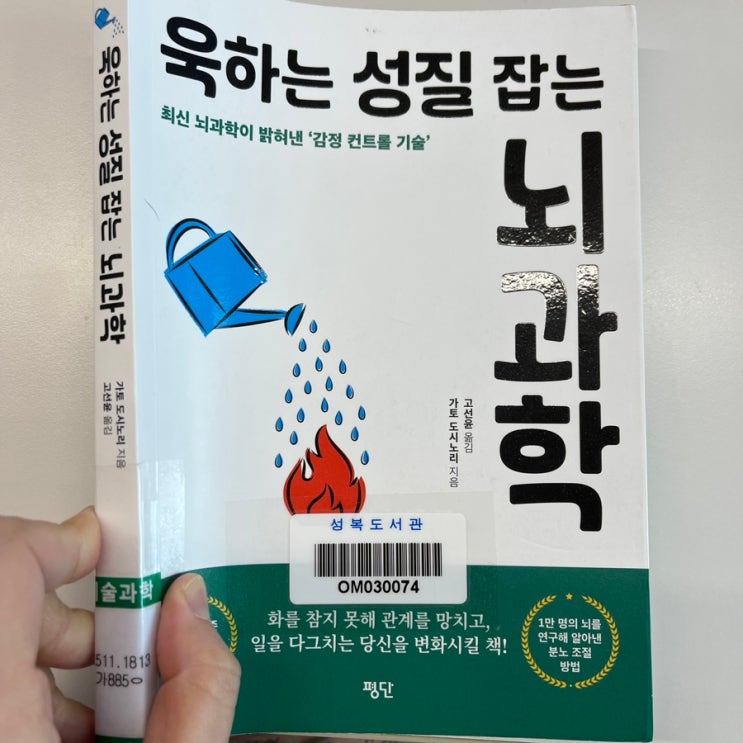 욱하는 성질 잡는
뇌과학
최신 뇌과학이 밝혀낸 ‘감정 컨트롤 기술’
가토 도시노리 지음
고선윤 옮김
성복도서관
OM030074
화를 참지 못해 관계를 망치고,
일을 다그치는 당신을 변화시킬 책!
1만 명의 뇌를
연구해 알아낸
분노 조절
방법
평단
욱하는 성질 잡는 뇌과학
가토 도시노리 지음
고선윤 옮김
술과학
511.1813
가885ㅇ